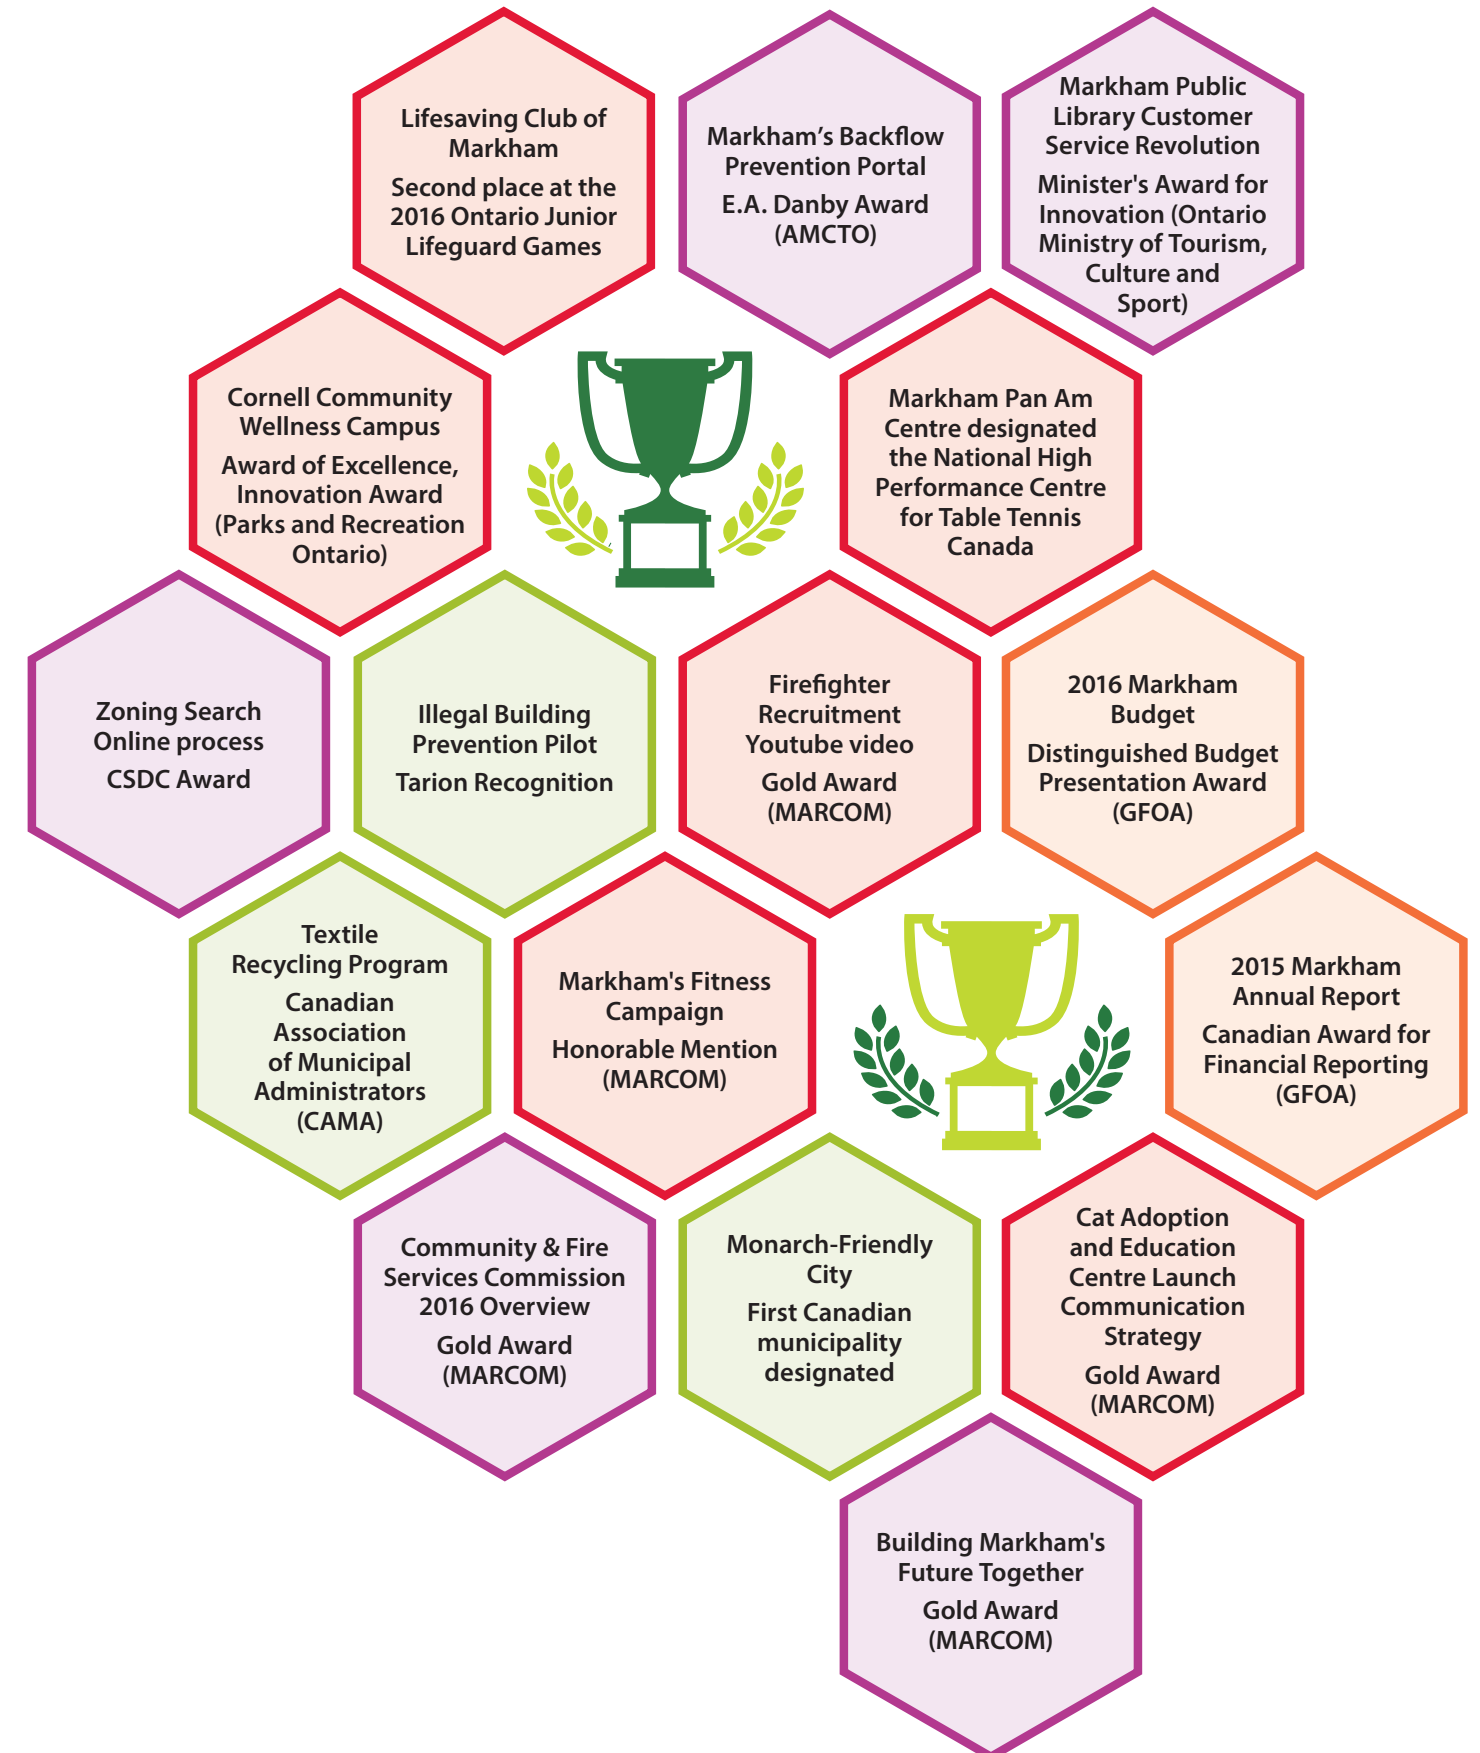 Lifesaving Club of
Markham
Second place at the
2016 Ontario Junior
Lifeguard Games
Markham’s Backflow
Prevention Portal
E.A. Danby Award
(AMCTO)
Markham Public
Library Customer
Service Revolution
Minister's Award for
Innovation (Ontario
Ministry of Tourism,
Culture and
Sport)
Cornell Community
Wellness Campus
Award of Excellence,
Innovation Award
(Parks and Recreation
Ontario)
Markham Pan Am
Centre designated
the National High
Performance Centre
for Table Tennis
Canada
Zoning Search
Online process
CSDC Award
Illegal Building
Prevention Pilot
Tarion Recognition
Firefighter
Recruitment
Youtube video
Gold Award
(MARCOM)
2016 Markham
Budget
Distinguished Budget
Presentation Award
(GFOA)
Textile
Recycling Program
Canadian
Association
of Municipal
Administrators
(CAMA)
Markham's Fitness
Campaign
Honorable Mention
(MARCOM)
2015 Markham
Annual Report
Canadian Award for
Financial Reporting
(GFOA)
Community & Fire
Services Commission
2016 Overview
Gold Award
(MARCOM)
Monarch-Friendly
City
First Canadian
municipality
designated
Cat Adoption
and Education
Centre Launch
Communication
Strategy
Gold Award
(MARCOM)
Building Markham's
Future Together
Gold Award
(MARCOM)